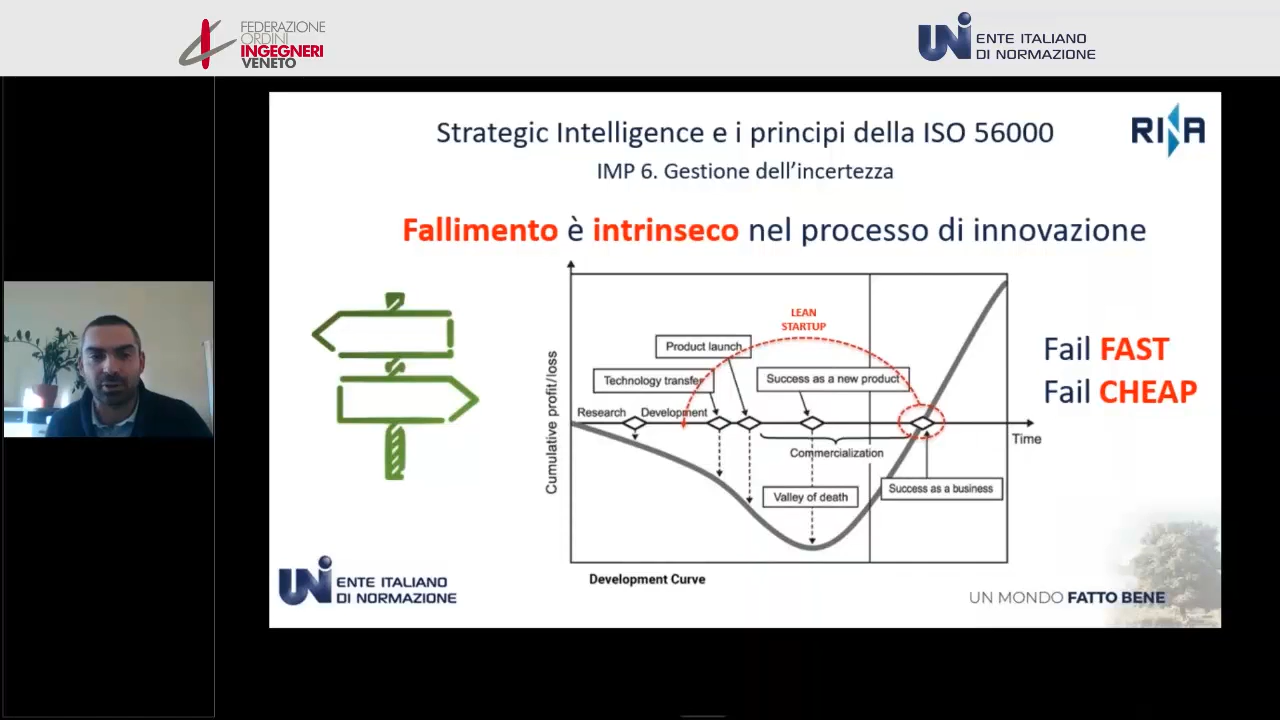 FEDERAZIONE
ORDINI
INGEGNERI
VENETO
UNI ENTE ITALIANO
DI NORMAZIONE
Strategic Intelligence e i principi della ISO 56000
RINA
IMP 6. Gestione dell'incertezza
Fallimento è intrinseco nel processo di innovazione
LEAN
STARTUP
Product launch
Technology transfer
Success as a new product
Research
Development
Cumulative profit/loss
Time
Commercialization
Valley of death
Success as a business
Development Curve
Fail FAST
Fail CHEAP
UNI ENTE ITALIANO
DI NORMAZIONE
UN MONDO FATTO BENE